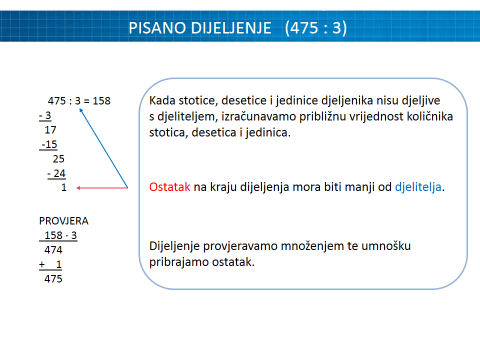 PISANO DIJELJENJE (475 : 3)
475 : 3 = 158
- 3
17
-15
25
- 24
1
PROVJERA
158 · 3
474
+ 1
475
Kada stotice, desetice i jedinice djeljenika nisu djeljive
s djeliteljem, izračunavamo približnu vrijednost količnika
stotica, desetica i jedinica.
Ostatak na kraju dijeljenja mora biti manji od djelitelja.
Dijeljenje provjeravamo množenjem te umnošku
pribrajamo ostatak.